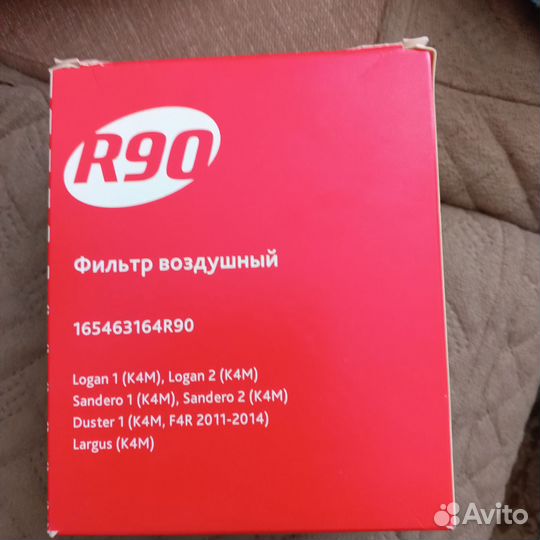 R90
Фильтр воздушный
165463164R90
Logan 1 (K4M), Logan 2 (K4M)
Sandero 1 (K4M), Sandero 2 (K4M)
Duster 1 (K4M, F4R 2011-2014)
Largus (K4M)
Avito